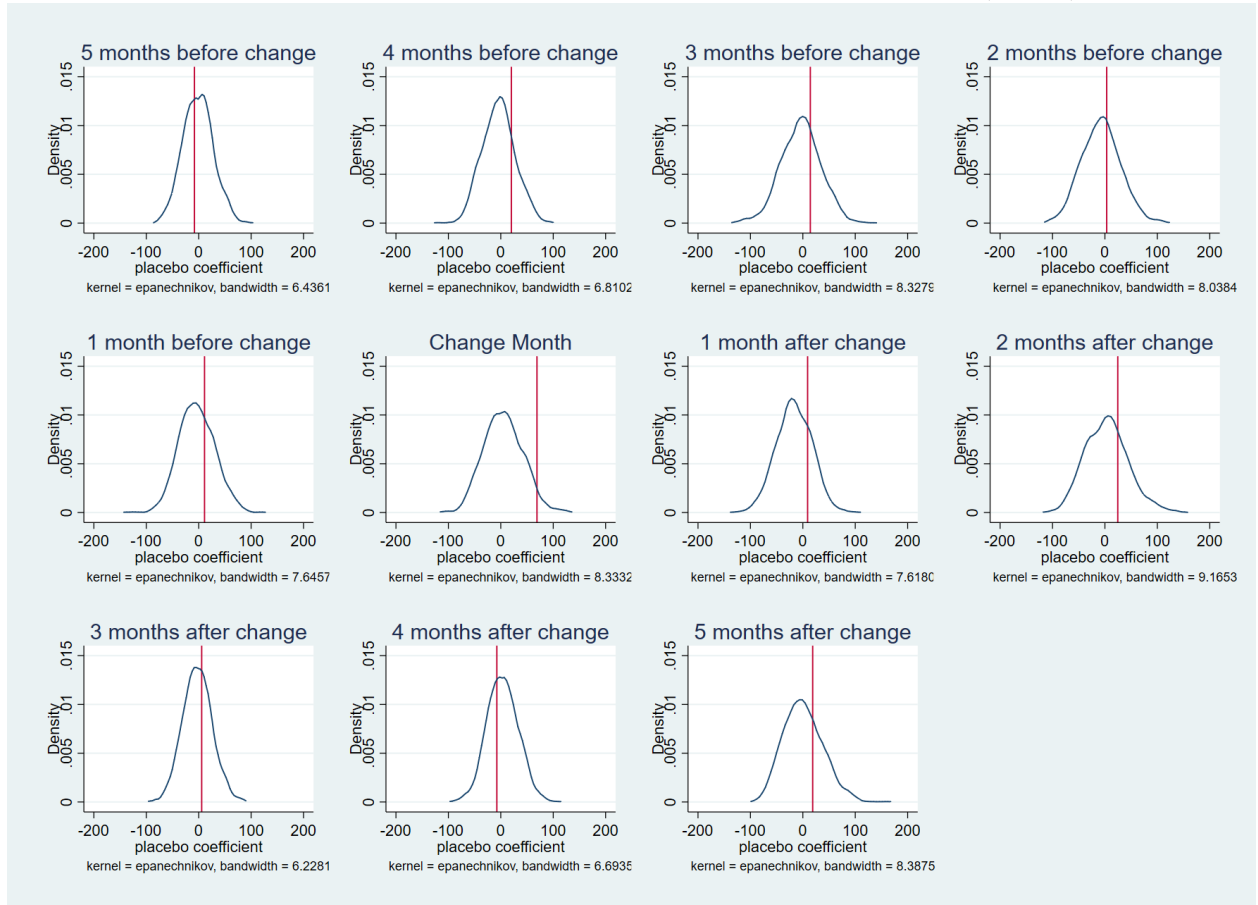 5 months before change
4 months before change
3 months before change
2 months before change
.015
.01
.005
0
Density
-200 -100 0 100 200
placebo coefficient
kernel = epanechnikov, bandwidth = 6.4361
.015
.01
.005
0
Density
-200 -100 0 100 200
placebo coefficient
kernel = epanechnikov, bandwidth = 6.8102
.015
.01
.005
0
Density
-200 -100 0 100 200
placebo coefficient
kernel = epanechnikov, bandwidth = 8.3279
.015
.01
.005
0
Density
-200 -100 0 100 200
placebo coefficient
kernel = epanechnikov, bandwidth = 8.0384
1 month before change
Change Month
1 month after change
2 months after change
.015
.01
.005
0
Density
-200 -100 0 100 200
placebo coefficient
kernel = epanechnikov, bandwidth = 7.6457
.015
.01
.005
0
Density
-200 -100 0 100 200
placebo coefficient
kernel = epanechnikov, bandwidth = 8.3332
.015
.01
.005
0
Density
-200 -100 0 100 200
placebo coefficient
kernel = epanechnikov, bandwidth = 7.6180
.015
.01
.005
0
Density
-200 -100 0 100 200
placebo coefficient
kernel = epanechnikov, bandwidth = 9.1653
3 months after change
4 months after change
5 months after change
.015
.01
.005
0
Density
-200 -100 0 100 200
placebo coefficient
kernel = epanechnikov, bandwidth = 6.2281
.015
.01
.005
0
Density
-200 -100 0 100 200
placebo coefficient
kernel = epanechnikov, bandwidth = 6.6935
.015
.01
.005
0
Density
-200 -100 0 100 200
placebo coefficient
kernel = epanechnikov, bandwidth = 8.3875